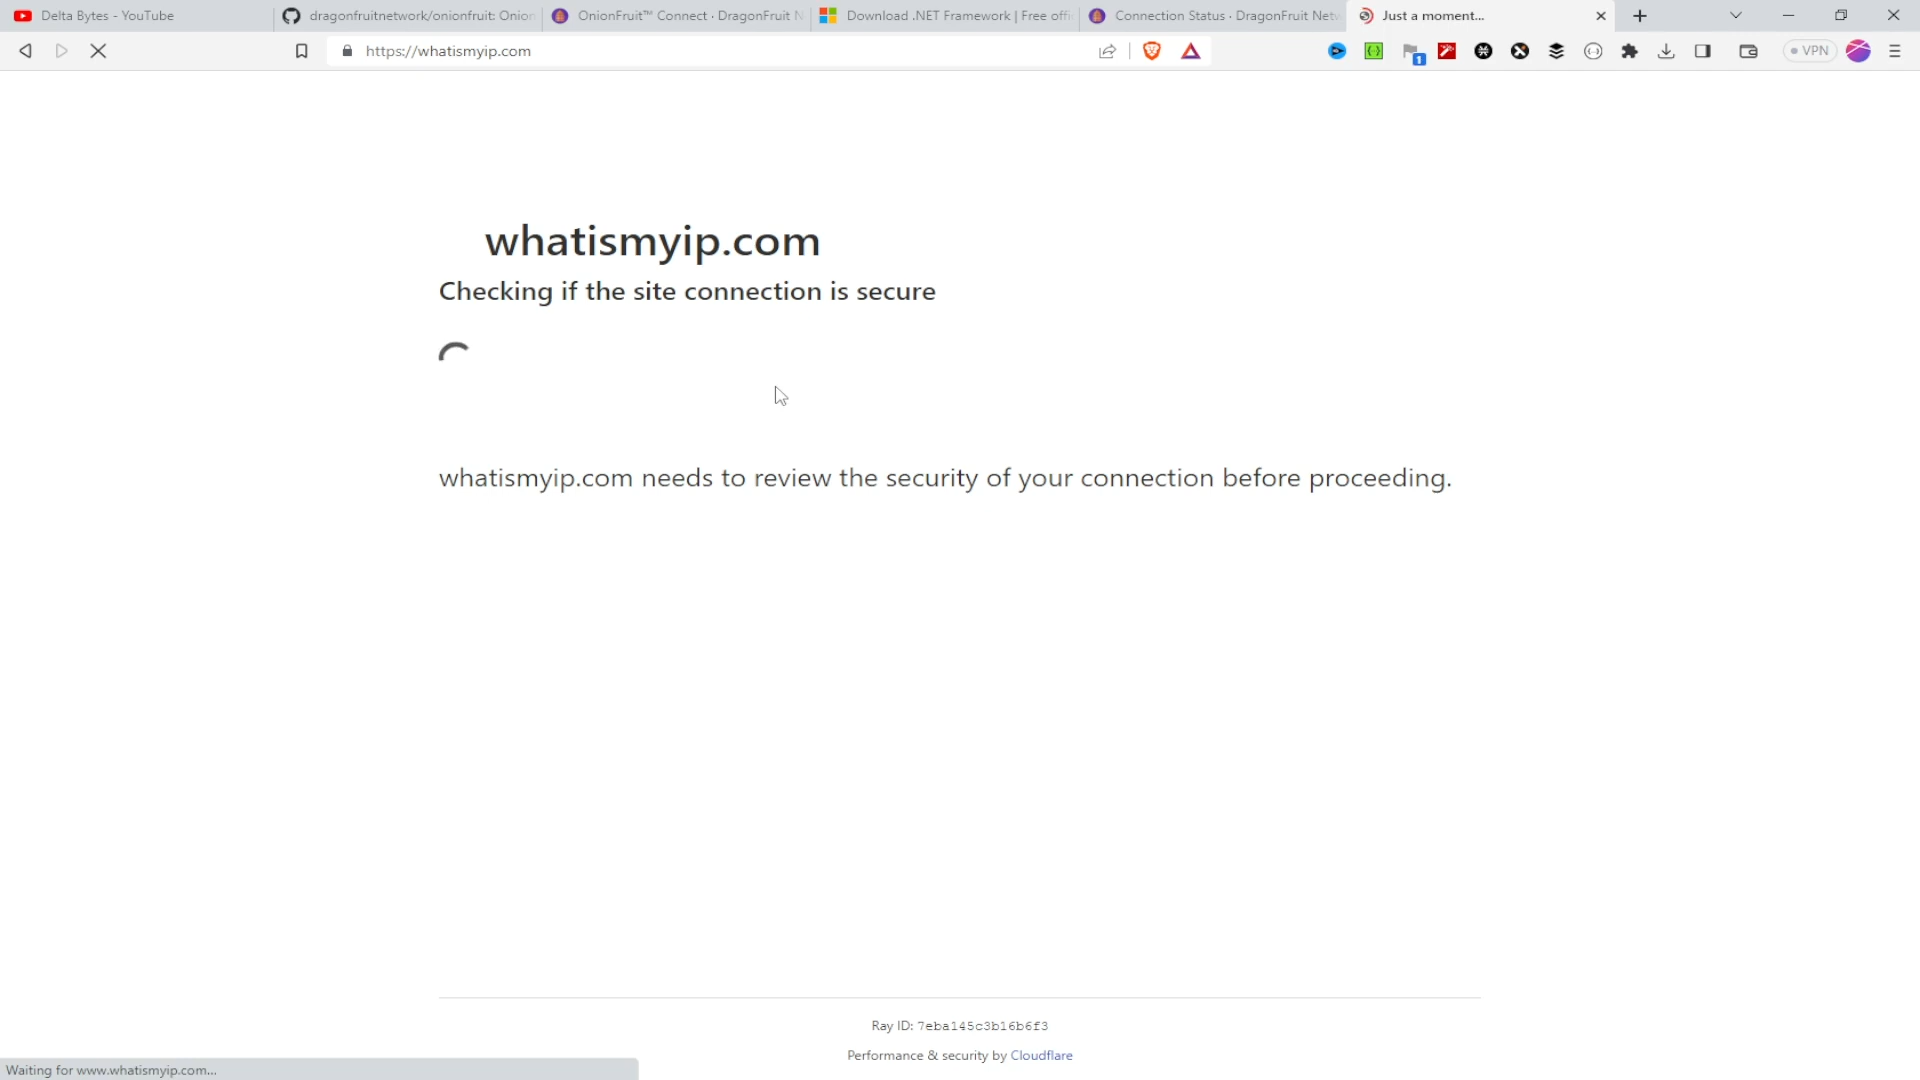 Delta Bytes - YouTube
dragonfruitnetwork/onionfruit: Onion
OnionFruit™ Connect · DragonFruit N
Download .NET Framework | Free offi
Connection Status · DragonFruit Netw
Just a moment...
https://whatismyip.com
1
VPN
whatismyip.com
Checking if the site connection is secure
whatismyip.com needs to review the security of your connection before proceeding.
Ray ID: 7eba145c3b16b6f3
Performance & security by Cloudflare
Waiting for www.whatismyip.com...